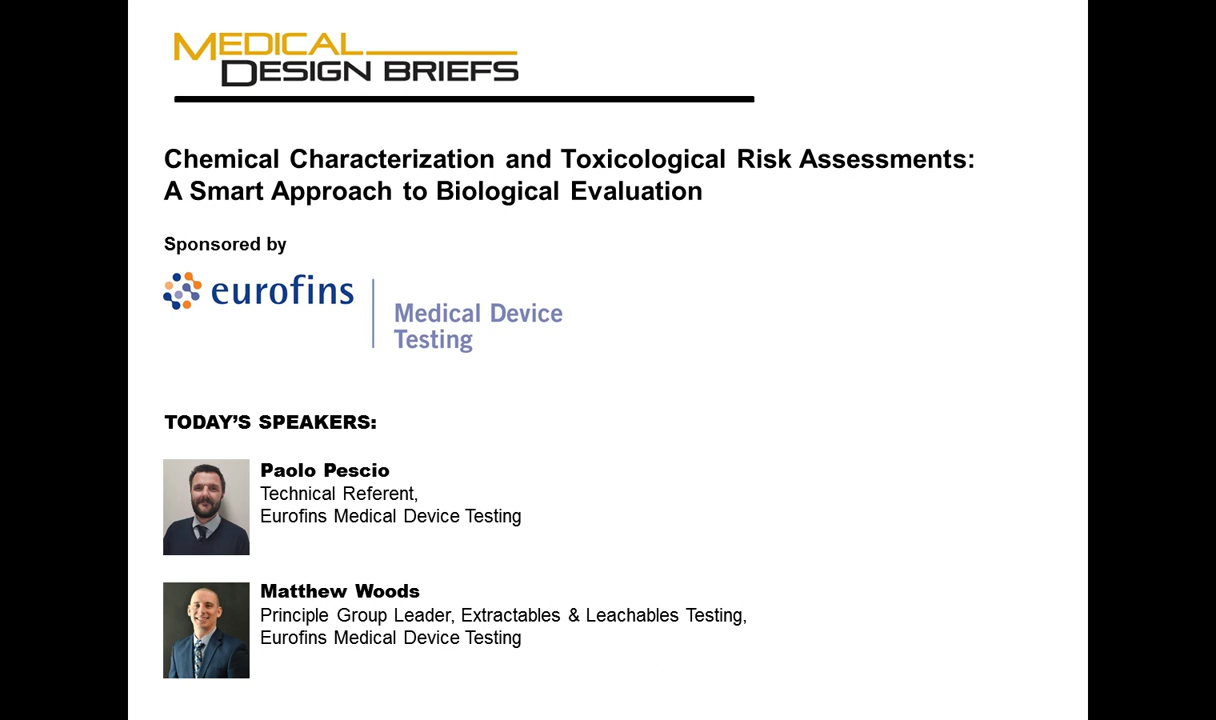 MEDICAL
DESIGN BRIEFS
Chemical Characterization and Toxicological Risk Assessments:
A Smart Approach to Biological Evaluation
Sponsored by
eurofins
Medical Device
Testing
TODAY'S SPEAKERS:
Paolo Pescio
Technical Referent,
Eurofins Medical Device Testing
Matthew Woods
Principle Group Leader, Extractables & Leachables Testing,
Eurofins Medical Device Testing